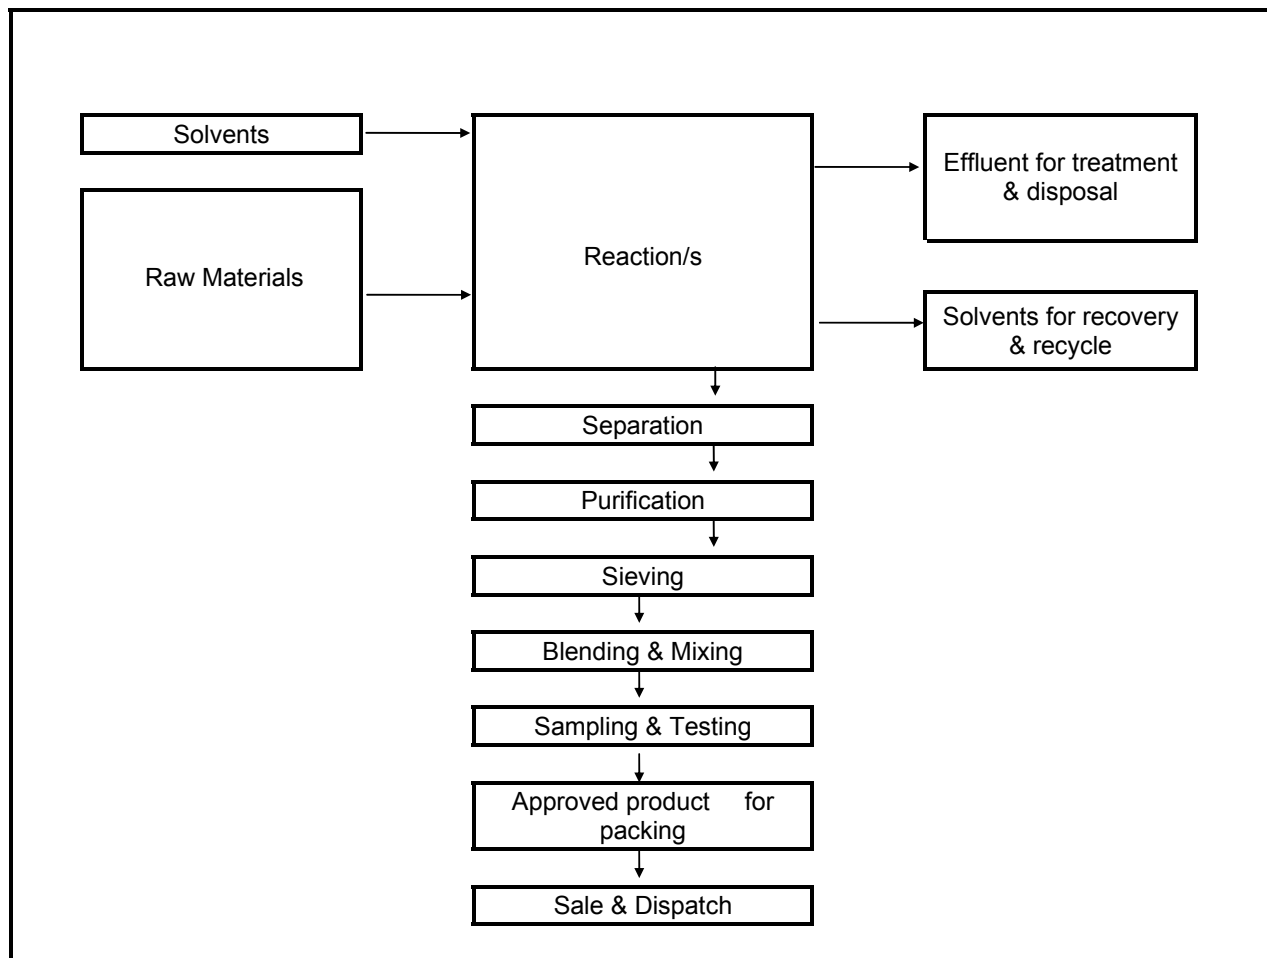 Solvents
Raw Materials
Reaction/s
Effluent for treatment
& disposal
Solvents for recovery
& recycle
Separation
Purification
Sieving
Blending & Mixing
Sampling & Testing
Approved product for
packing
Sale & Dispatch